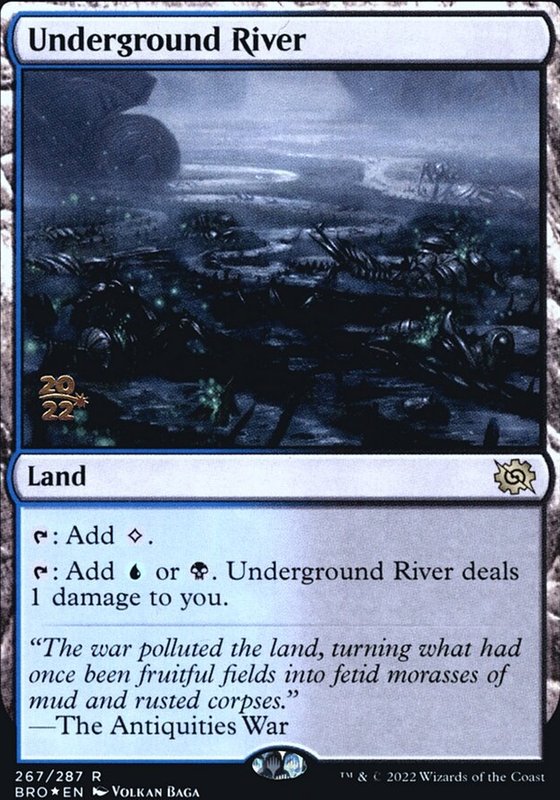 Underground River
20
22
Land
: Add .
: Add or . Underground River deals
1 damage to you.
"The war polluted the land, turning what had
once been fruitful fields into fetid morasses of
mud and rusted corpses."
—The Antiquities War
267/287 R
BRO★EN Volkan Baga
™ & © 2022 Wizards of the Coast